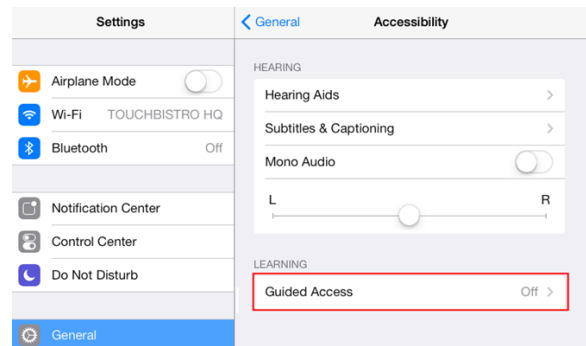 Settings
General
Accessibility
Airplane Mode
Wi-Fi TOUCHBISTRO HQ
Bluetooth Off
Notification Center
Control Center
Do Not Disturb
General
HEARING
Hearing Aids
Subtitles & Captioning
Mono Audio
L R
LEARNING
Guided Access Off